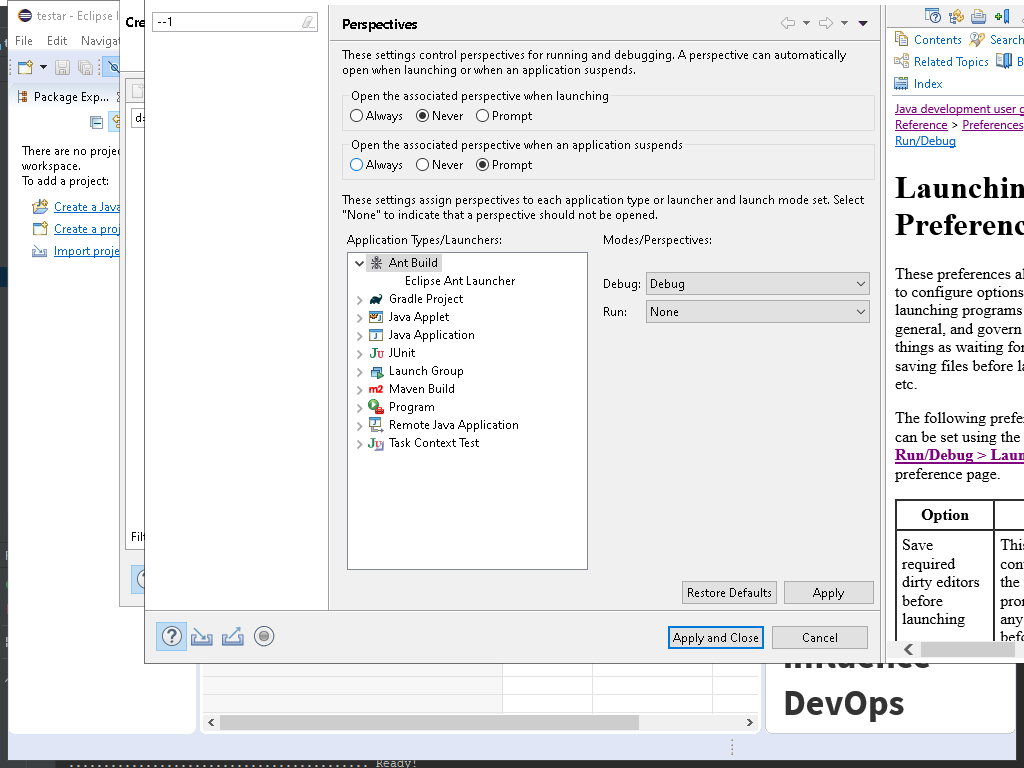 testar - Eclipse I
File Edit Naviga
Package Exp...
There are no proje
workspace.
To add a project:
Create a Java
Create a proj
Import proje
Cre
Filt
--1
Perspectives
These settings control perspectives for running and debugging. A perspective can automatically
open when launching or when an application suspends.
Open the associated perspective when launching
Always Never Prompt
Open the associated perspective when an application suspends
Always Never Prompt
These settings assign perspectives to each application type or launcher and launch mode set. Select
"None" to indicate that a perspective should not be opened.
Application Types/Launchers:
Modes/Perspectives:
Ant Build
Eclipse Ant Launcher
Gradle Project
Java Applet
Java Application
JUnit
Launch Group
Maven Build
Program
Remote Java Application
Task Context Test
Debug: Debug
Run: None
Restore Defaults Apply
Apply and Close Cancel
Contents Search
Related Topics B
Index
Java development user g
Reference > Preferences
Run/Debug
Launchin
Preferenc
These preferences al
to configure options
launching programs
general, and govern
things as waiting for
saving files before la
etc.
The following prefer
can be set using the
Run/Debug > Laun
preference page.
Option
Save
required
dirty editors
before
launching
This
con
the
pro
any
befo
Influence
DevOps
Ready!